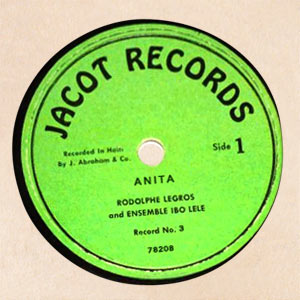 JACOT RECORDS
Recorded In Haiti
By J. Abraham & Co.
Side 1
ANITA
RODOLPHE LEGROS
and ENSEMBLE IBO LELE
Record No. 3
78208